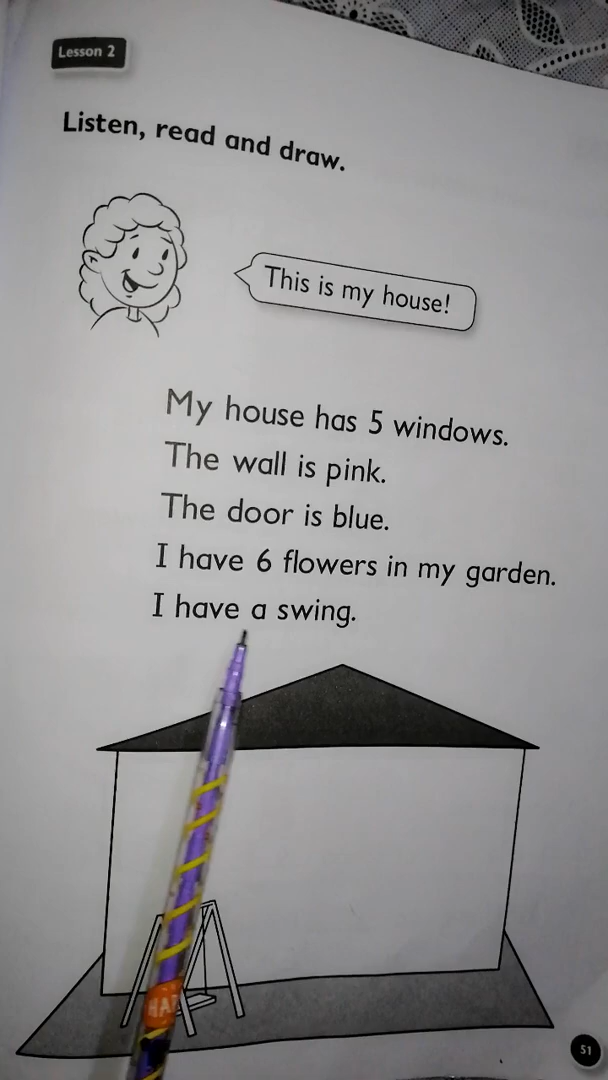 Lesson 2
Listen, read and draw.
This is my house!
My house has 5 windows.
The wall is pink.
The door is blue.
I have 6 flowers in my garden.
I have a swing.
51